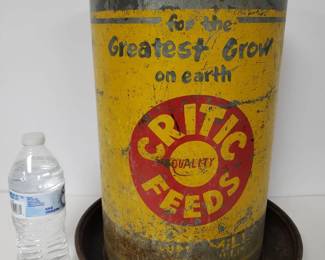 for the
Greatest Grow
on earth
CRITIC
QUALITY
FEEDS